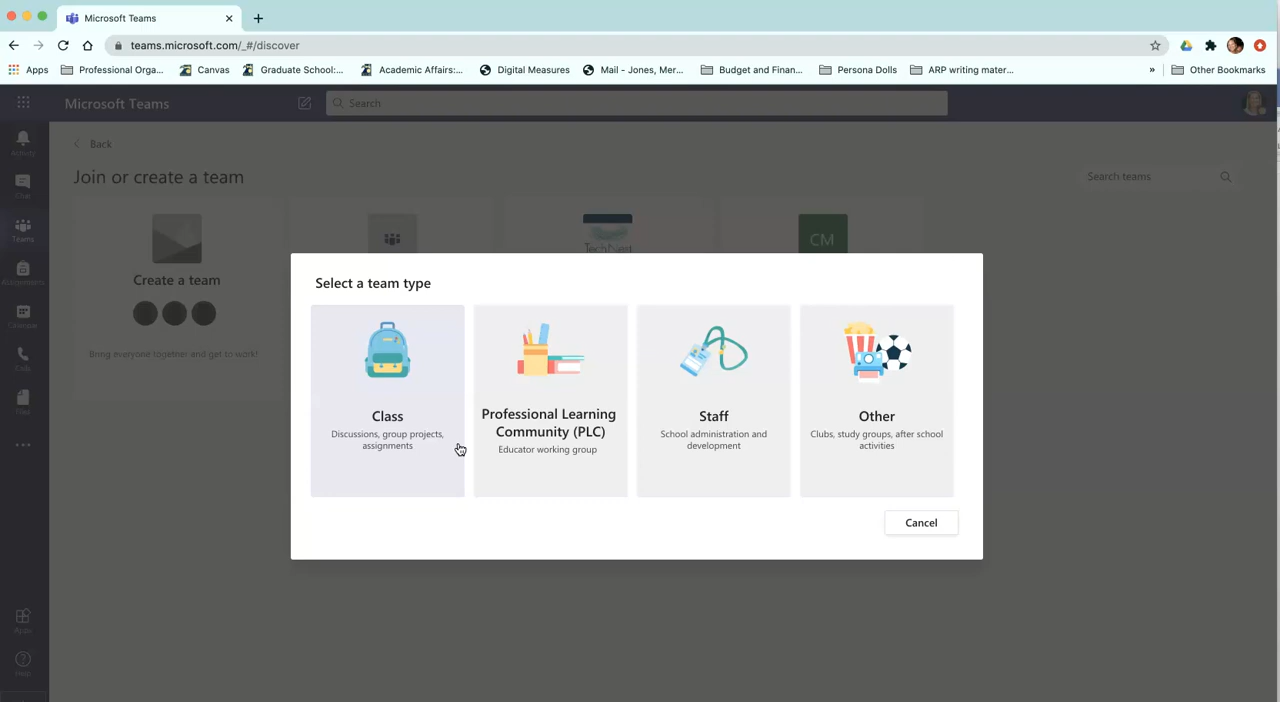 Microsoft Teams
teams.microsoft.com/_#/discover
Apps
Professional Orga...
Canvas
Graduate School:...
Academic Affairs:...
Digital Measures
Mail - Jones, Mer...
Budget and Finan...
Persona Dolls
ARP writing mater...
»
Other Bookmarks
Microsoft Teams
Search
Activity
Chat
Teams
Assignments
Calendar
Calls
Files
Apps
Help
Back
Join or create a team
Search teams
Create a team
Bring everyone together and get to work!
TechNest
CM
Select a team type
Class
Discussions, group projects,
assignments
Professional Learning
Community (PLC)
Educator working group
Staff
School administration and
development
Other
Clubs, study groups, after school
activities
Cancel